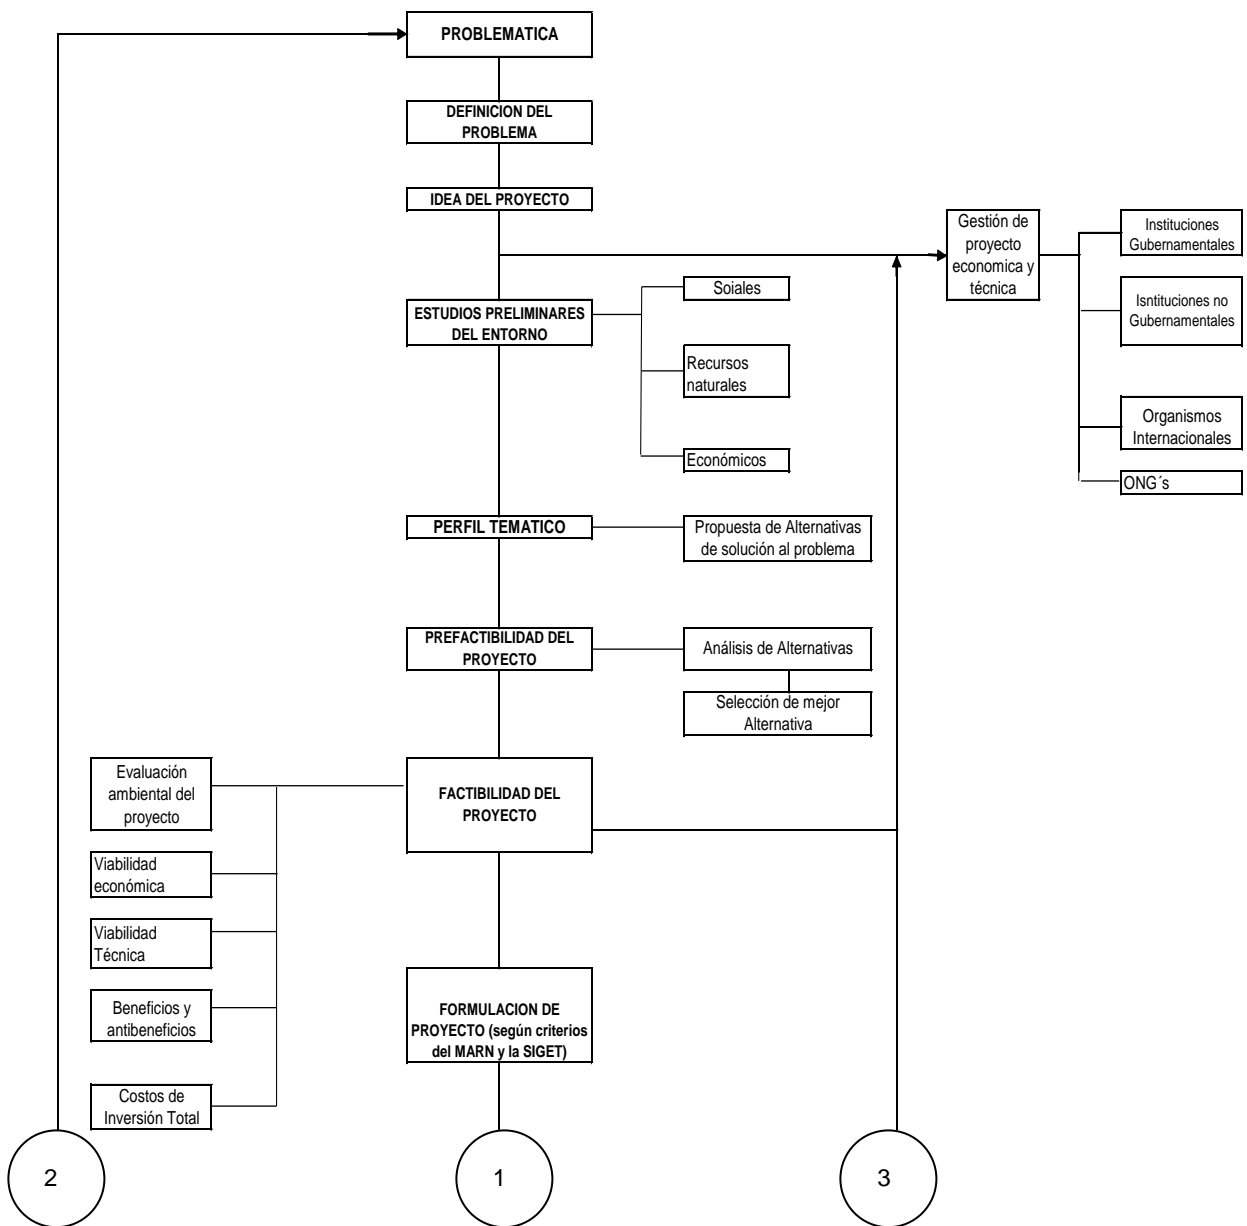 PROBLEMATICA
DEFINICION DEL
PROBLEMA
IDEA DEL PROYECTO
Gestión de
proyecto
economica y
técnica
Instituciones
Gubernamentales
Isntituciones no
Gubernamentales
Organismos
Internacionales
ONG´s
ESTUDIOS PRELIMINARES
DEL ENTORNO
Soiales
Recursos
naturales
Económicos
PERFIL TEMATICO
Propuesta de Alternativas
de solución al problema
PREFACTIBILIDAD DEL
PROYECTO
Análisis de Alternativas
Selección de mejor
Alternativa
FACTIBILIDAD DEL
PROYECTO
Evaluación
ambiental del
proyecto
Viabilidad
económica
Viabilidad
Técnica
Beneficios y
antibeneficios
Costos de
Inversión Total
FORMULACION DE
PROYECTO (según criterios
del MARN y la SIGET)
2
1
3